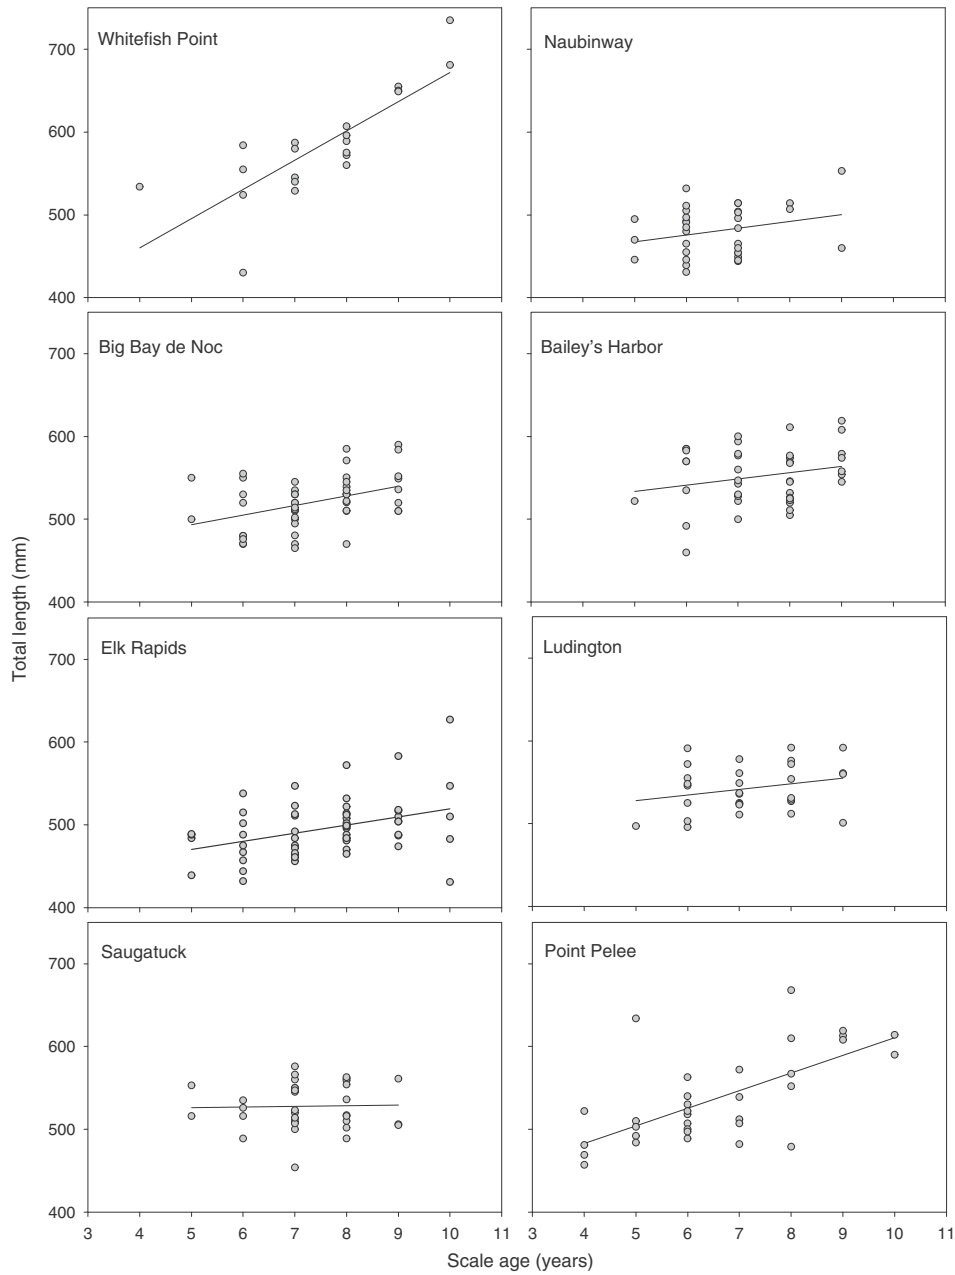 Whitefish Point
Naubinway
700
600
500
400
Big Bay de Noc
Bailey's Harbor
700
600
500
400
Total length (mm)
Elk Rapids
Ludington
700
600
500
400
Saugatuck
Point Pelee
700
600
500
400
3 4 5 6 7 8 9 10 11 3 4 5 6 7 8 9 10 11
Scale age (years)